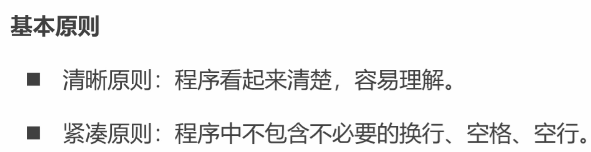 基本原则
■ 清晰原则：程序看起来清楚，容易理解。
■ 紧凑原则：程序中不包含不必要的换行、空格、空行。